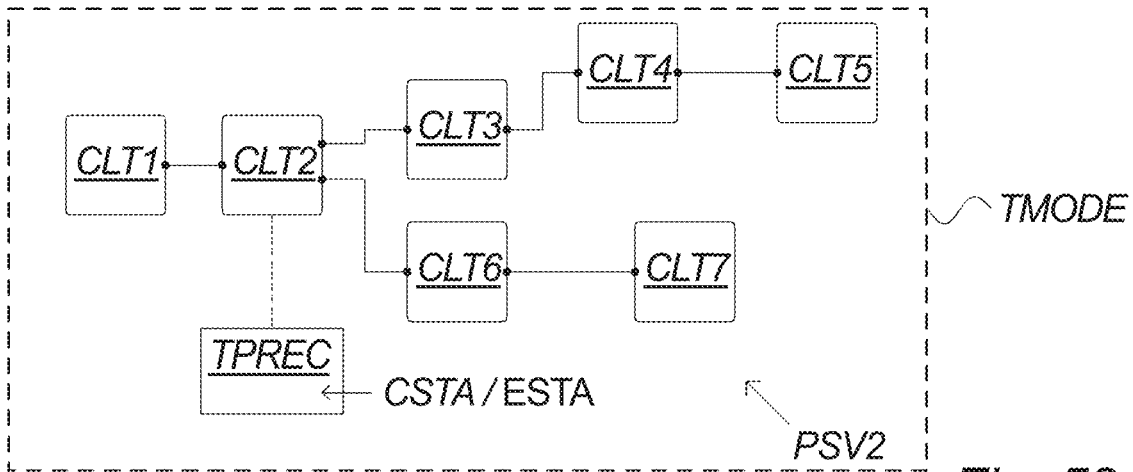 CLT4 CLT5
CLT3
CLT1 CLT2
TMODE
CLT6 CLT7
TPREC
CSTA / ESTA
PSV2